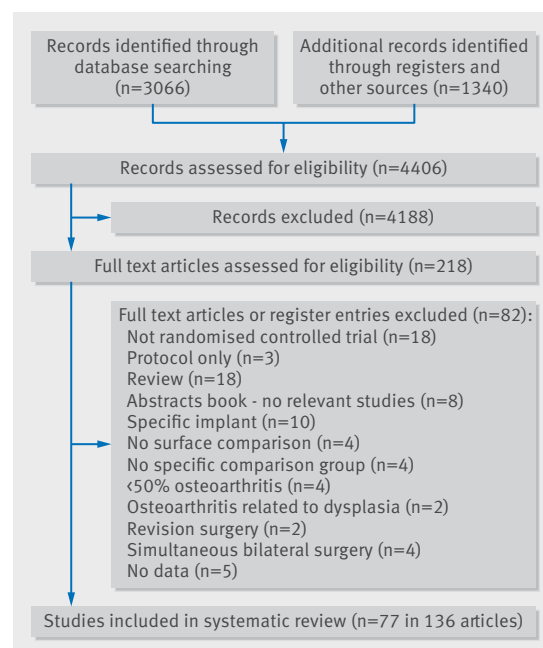 Records identified through
database searching
(n=3066)
Additional records identified
through registers and
other sources (n=1340)
Records assessed for eligibility (n=4406)
Records excluded (n=4188)
Full text articles assessed for eligibility (n=218)
Full text articles or register entries excluded (n=82):
Not randomised controlled trial (n=18)
Protocol only (n=3)
Review (n=18)
Abstracts book - no relevant studies (n=8)
Specific implant (n=10)
No surface comparison (n=4)
No specific comparison group (n=4)
<50% osteoarthritis (n=4)
Osteoarthritis related to dysplasia (n=2)
Revision surgery (n=2)
Simultaneous bilateral surgery (n=4)
No data (n=5)
Studies included in systematic review (n=77 in 136 articles)